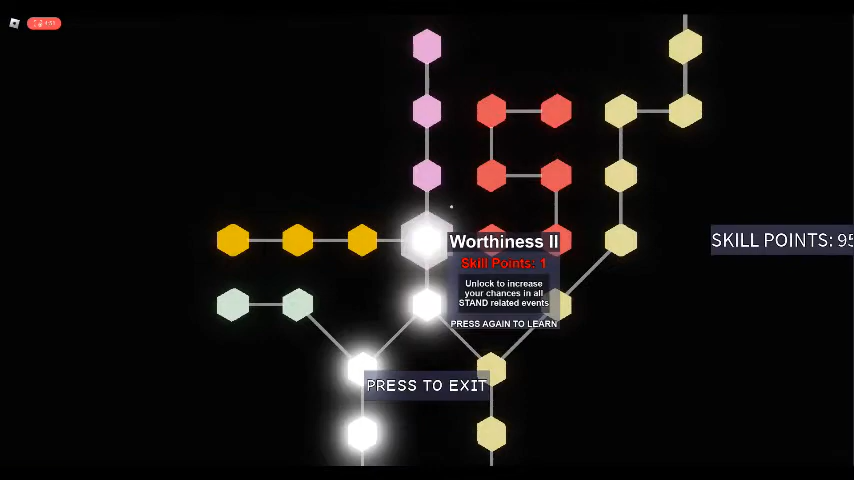 Worthiness II
SKILL POINTS: 95
Skill Points: 1
Unlock to increase
your chances in all
STAND related events
PRESS AGAIN TO LEARN
PRESS TO EXIT